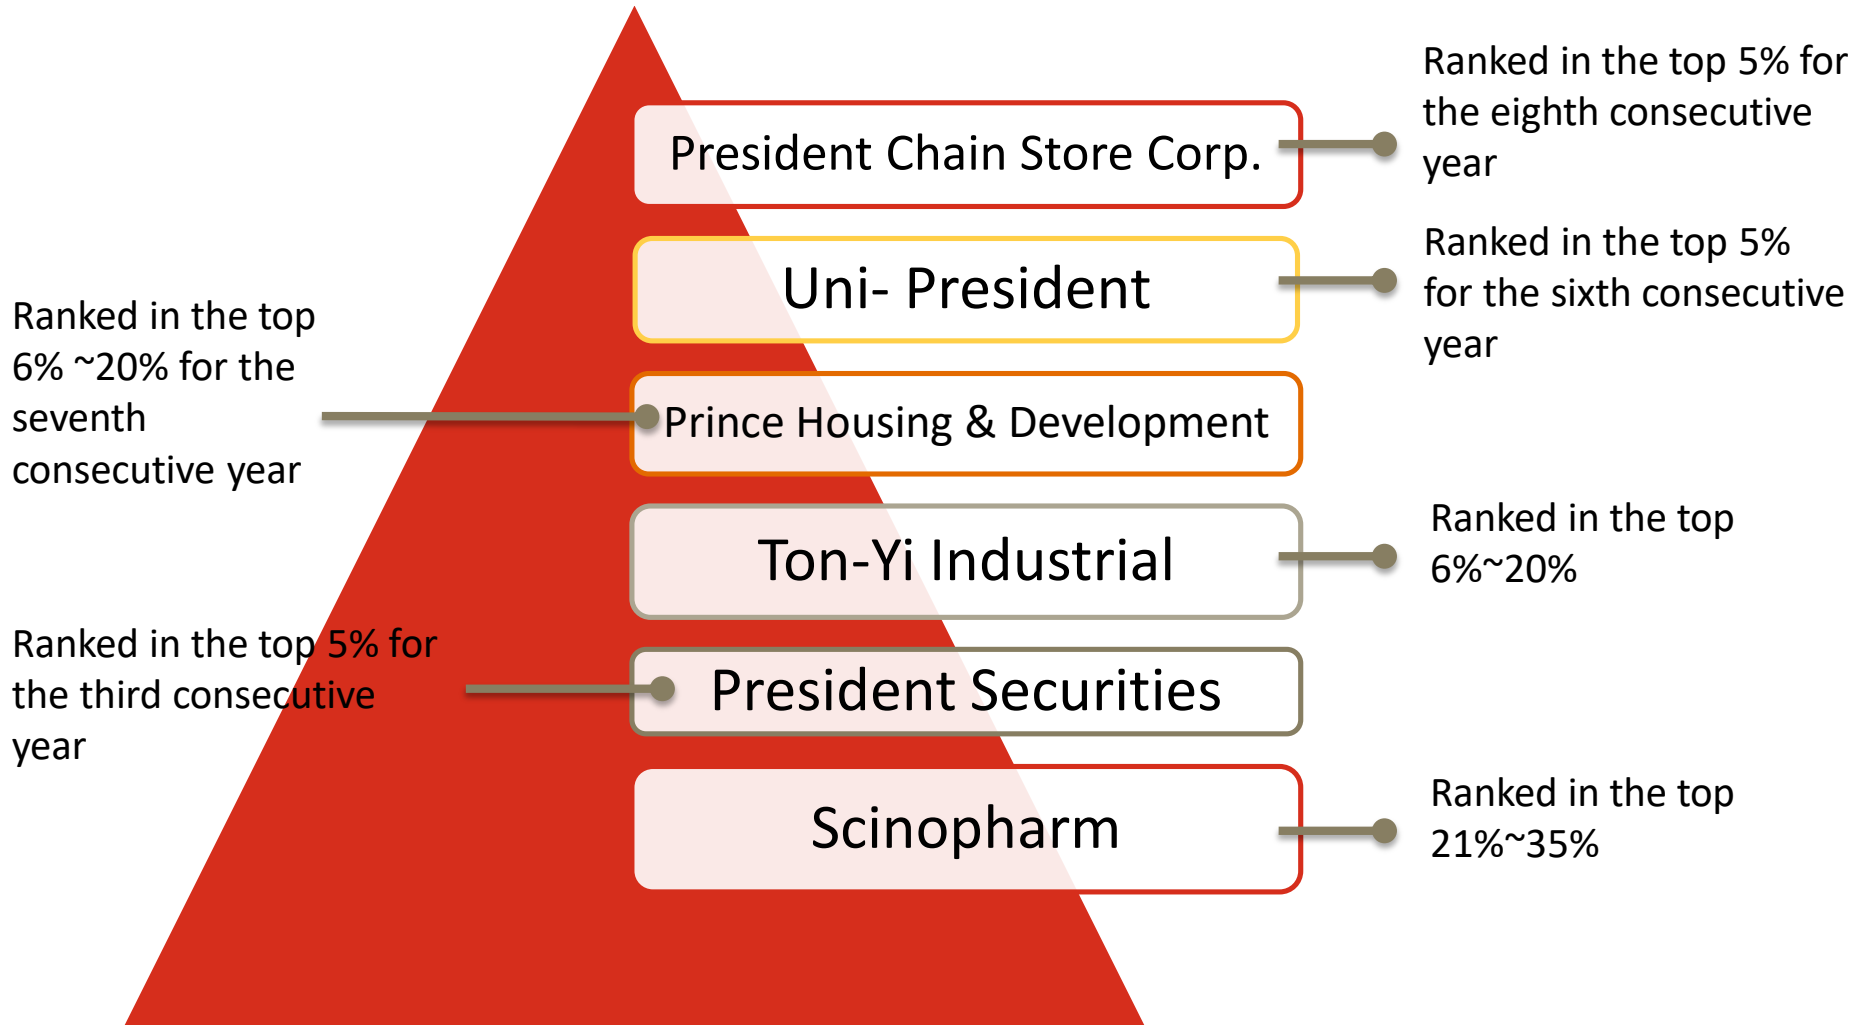 President Chain Store Corp.
Ranked in the top 5% for
the eighth consecutive
year
Uni- President
Ranked in the top 5%
for the sixth consecutive
year
Ranked in the top
6% ~20% for the
seventh
consecutive year
Prince Housing & Development
Ton-Yi Industrial
Ranked in the top
6%~20%
Ranked in the top 5% for
the third consecutive
year
President Securities
Scinopharm
Ranked in the top
21%~35%